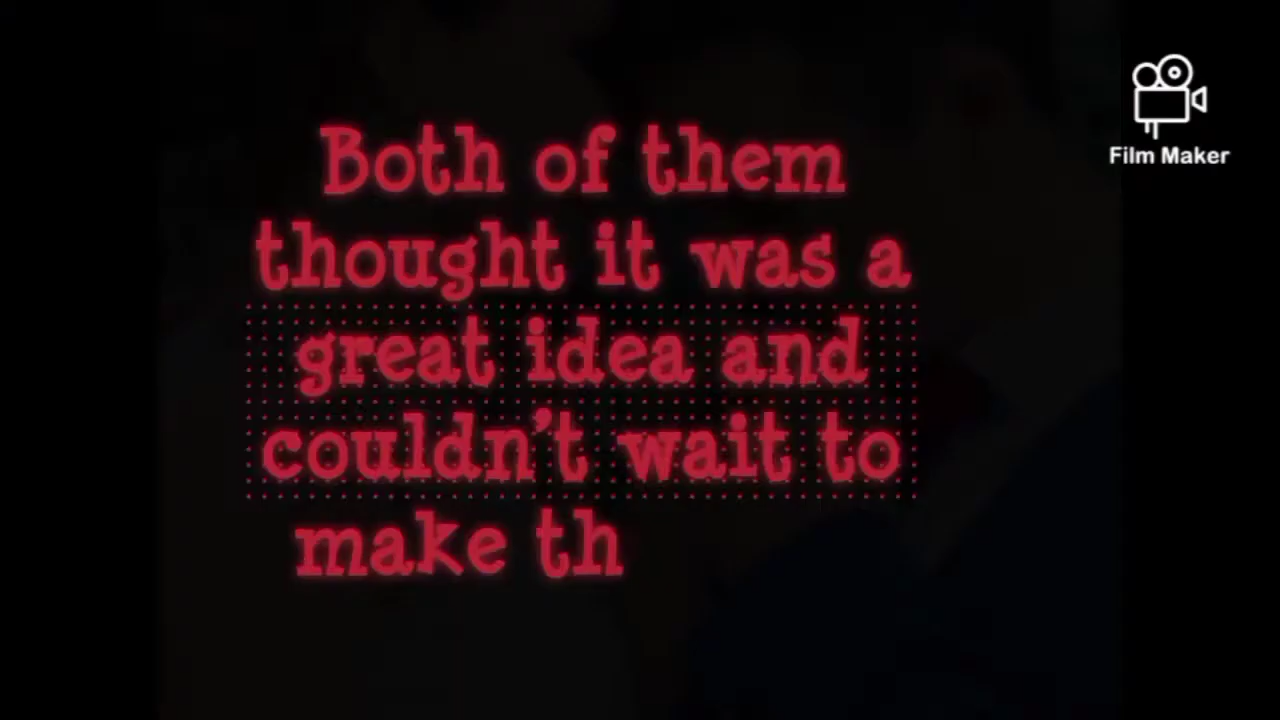 Film Maker
Both of them
thought it was a
great idea and
couldn't wait to
make th